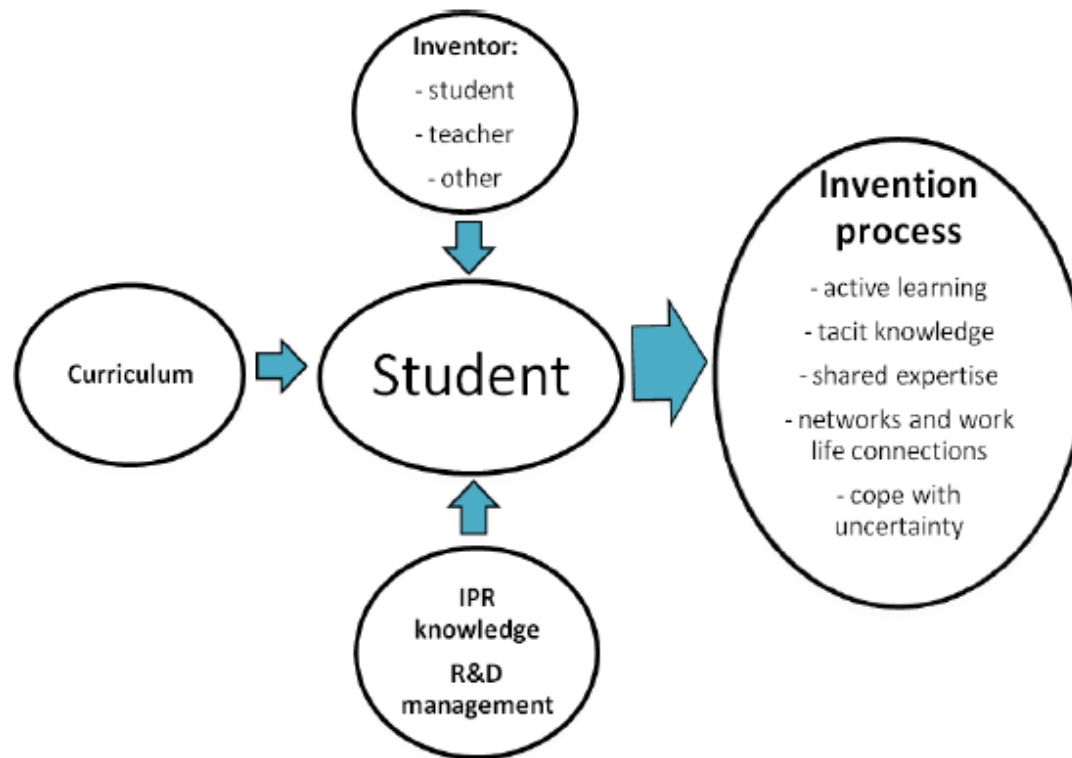 Inventor:
- student
- teacher
- other
Curriculum
Student
IPR
knowledge
R&D
management
Invention
process
- active learning
- tacit knowledge
- shared expertise
- networks and work
life connections
- cope with
uncertainty